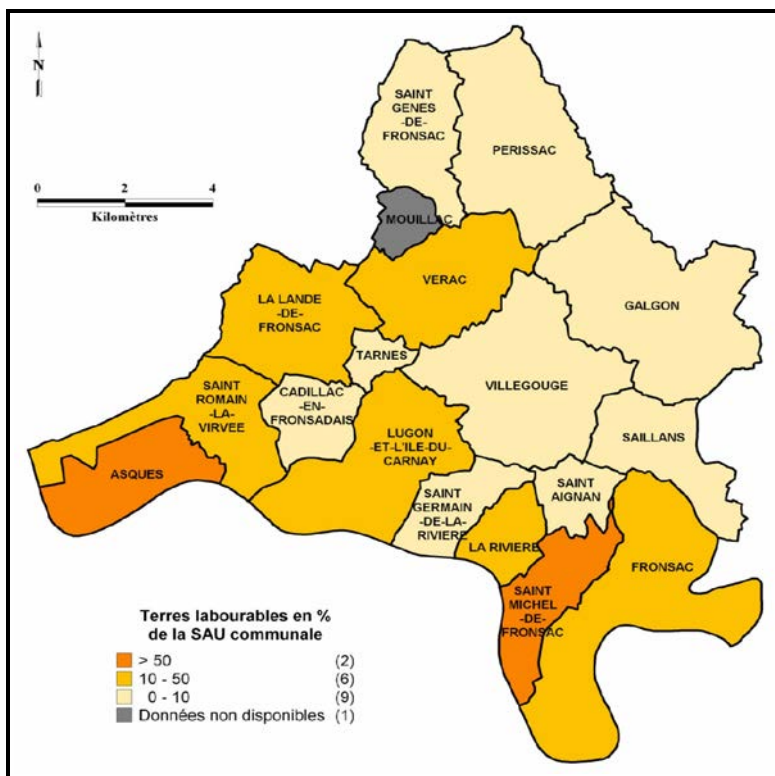 N
0 2 4
Kilomètres
SAINT
GENES
-DE-
FRONSAC
PERISSAC
MOUILLAC
VERAC
GALGON
LA LANDE
-DE-
FRONSAC
TARNES
VILLEGOUGE
SAINT
ROMAIN
-LA-
VIRVEE
CADILLAC
-EN-
FRONSADAIS
LUGON
-ET-L'ILE-DU-
CARNAY
SAILLANS
ASQUES
SAINT
GERMAIN
-DE-LA-
RIVIERE
SAINT
AIGNAN
LA RIVIERE
FRONSAC
SAINT
MICHEL
-DE-
FRONSAC
Terres labourables en %
de la SAU communale
> 50 (2)
10 - 50 (6)
0 - 10 (9)
Données non disponibles (1)